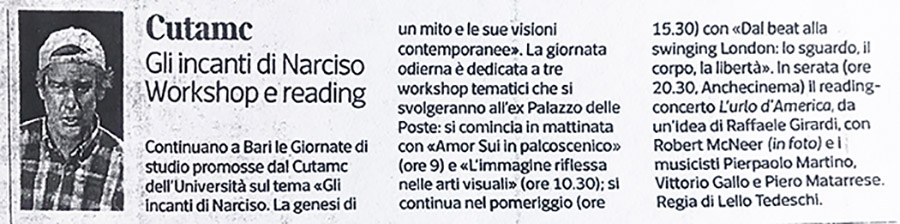 Cutamc
Gli incanti di Narciso
Workshop e reading
Continuano a Bari le Giornate di
studio promosse dal Cutamc
dell'Università sul tema «Gli
incanti di Narciso. La genesi di
un mito e le sue visioni
contemporanee». La giornata
odierna è dedicata a tre
workshop tematici che si
svolgeranno all'ex Palazzo delle
Poste: si comincia in mattinata
con «Amor Sui in palcoscenico»
(ore 9) e «L'immagine riflessa
nelle arti visuali» (ore 10.30); si
continua nel pomeriggio (ore
15.30) con «Dal beat alla
swinging London: lo sguardo, il
corpo, la libertà». In serata (ore
20.30, Anchecinema) il reading-
concerto L'urlo d'America, da
un'idea di Raffaele Girardi, con
Robert McNeer (in foto) e i
musicisti Pierpaolo Martino,
Vittorio Gallo e Piero Matarrese.
Regia di Lello Tedeschi.